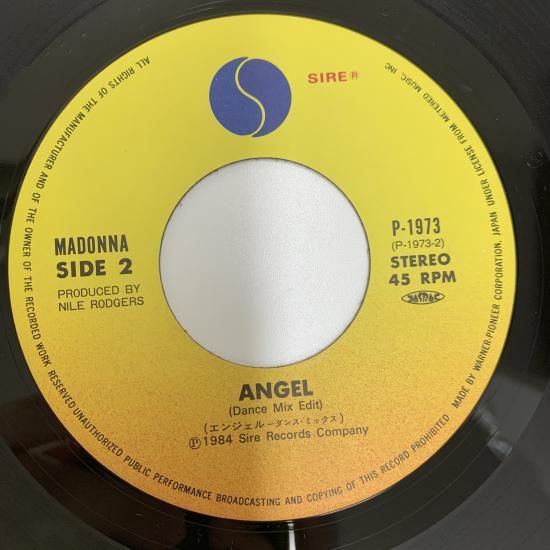 SIRE®
MADONNA
SIDE 2
PRODUCED BY
NILE RODGERS
P-1973
(P-1973-2)
STEREO
45 RPM
JASRAC
ANGEL
(Dance Mix Edit)
(エンジェル－ダンス・ミックス)
Ⓟ1984 Sire Records Company
ALL RIGHTS OF THE MANUFACTURER AND OF THE OWNER OF THE RECORDED WORK RESERVED UNAUTHORIZED PUBLIC PERFORMANCE BROADCASTING AND COPYING OF THIS RECORD PROHIBITED. MADE BY WARNER-PIONEER CORPORATION, JAPAN UNDER LICENSE FROM METERED MUSIC, INC